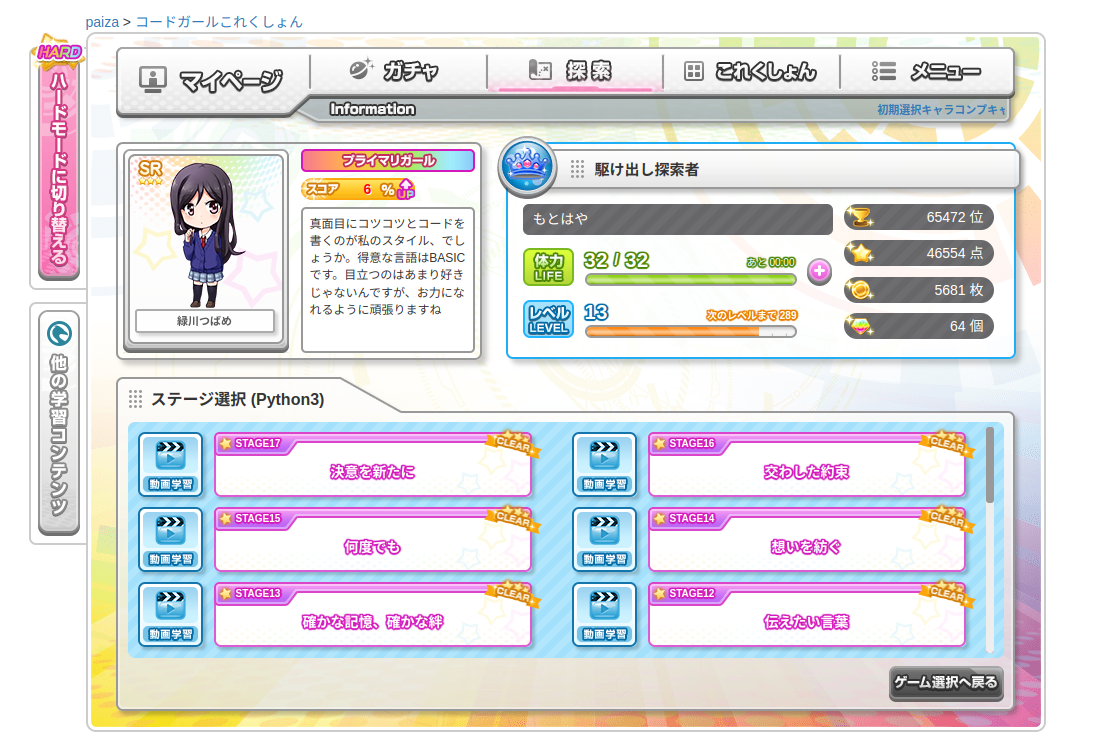 paiza > コードガールこれくしょん
HARD
ハードモードに切り替える
他の学習コンテンツ
マイページ
ガチャ
探索
これくしょん
メニュー
Information
初期選択キャラコンプキャ
SR
緑川つばめ
プライマリガール
スコア 6 % UP
真面目にコツコツとコードを
書くのが私のスタイル、でし
ょうか。得意な言語はBASIC
です。目立つのはあまり好き
じゃないんですが、お力にな
れるように頑張りますね
駆け出し探索者
もとはや
体力 LIFE
32 / 32
あと 00:00
レベル LEVEL
13
次のレベルまで 289
65472 位
46554 点
5681 枚
64 個
ステージ選択 (Python3)
動画学習
STAGE17
CLEAR
決意を新たに
動画学習
STAGE16
CLEAR
交わした約束
動画学習
STAGE15
CLEAR
何度でも
動画学習
STAGE14
CLEAR
想いを紡ぐ
動画学習
STAGE13
CLEAR
確かな記憶、確かな絆
動画学習
STAGE12
CLEAR
伝えたい言葉
ゲーム選択へ戻る